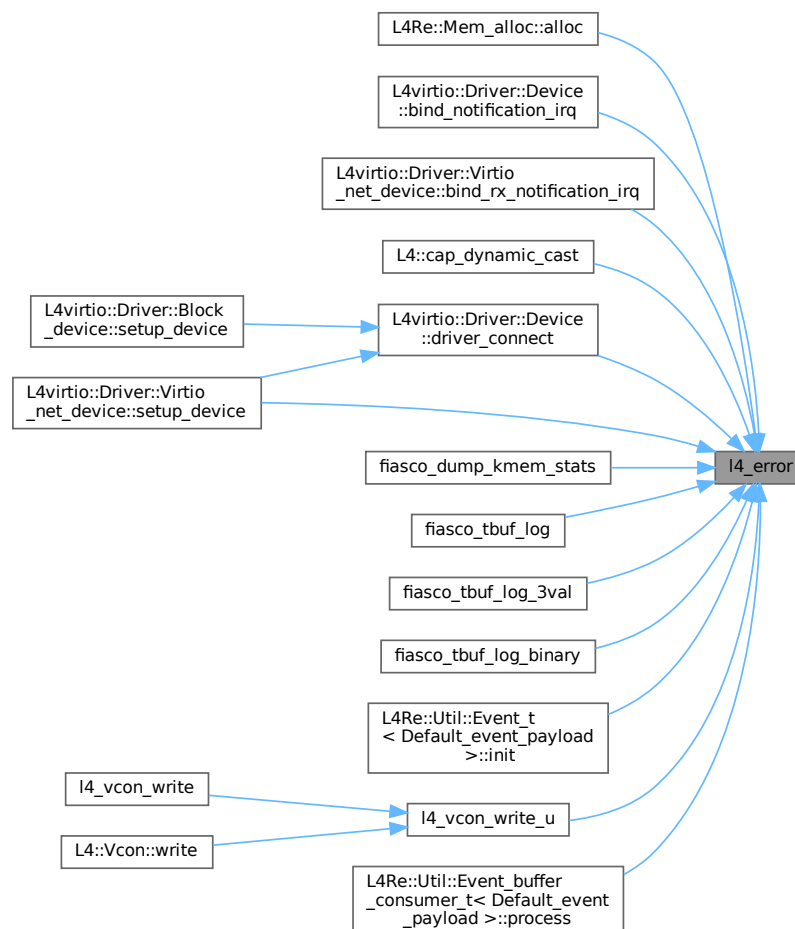 L4Re::Mem_alloc::alloc
L4virtio::Driver::Device
::bind_notification_irq
L4virtio::Driver::Virtio
_net_device::bind_rx_notification_irq
L4::cap_dynamic_cast
L4virtio::Driver::Block
_device::setup_device
L4virtio::Driver::Device
::driver_connect
L4virtio::Driver::Virtio
_net_device::setup_device
l4_error
fiasco_dump_kmem_stats
fiasco_tbuf_log
fiasco_tbuf_log_3val
fiasco_tbuf_log_binary
L4Re::Util::Event_t
< Default_event_payload
>::init
l4_vcon_write
l4_vcon_write_u
L4::Vcon::write
L4Re::Util::Event_buffer
_consumer_t< Default_event
_payload >::process